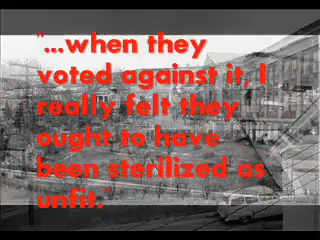 "...when they
voted against it, I
really felt they
ought to have
been sterilized as
unfit."